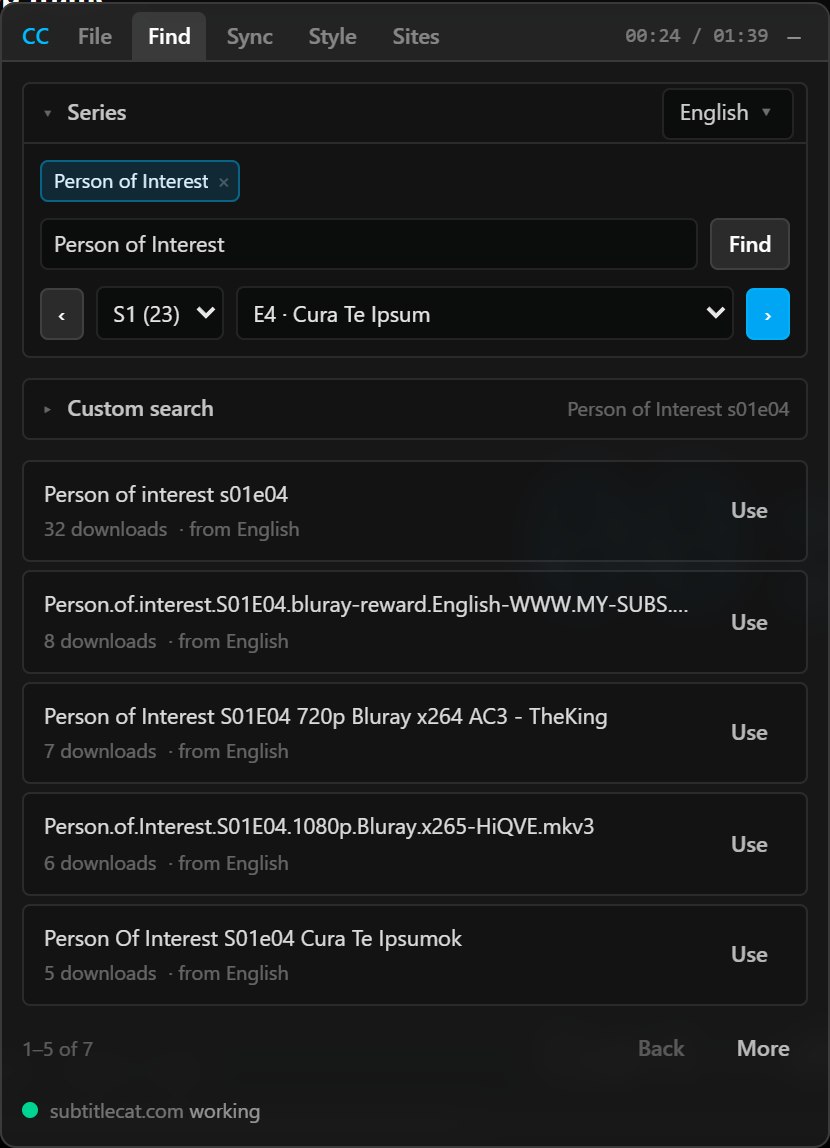 CC File Find Sync Style Sites 00:24 / 01:39 –
▾ Series English ▼
Person of Interest ×
Person of Interest Find
‹ S1 (23) E4 · Cura Te Ipsum ›
▸ Custom search Person of Interest s01e04
Person of interest s01e04
32 downloads · from English
Use
Person.of.interest.S01E04.bluray-reward.English-WWW.MY-SUBS....
8 downloads · from English
Use
Person of Interest S01E04 720p Bluray x264 AC3 - TheKing
7 downloads · from English
Use
Person.of.Interest.S01E04.1080p.Bluray.x265-HiQVE.mkv3
6 downloads · from English
Use
Person Of Interest S01e04 Cura Te Ipsumok
5 downloads · from English
Use
1–5 of 7 Back More
subtitlecat.com working